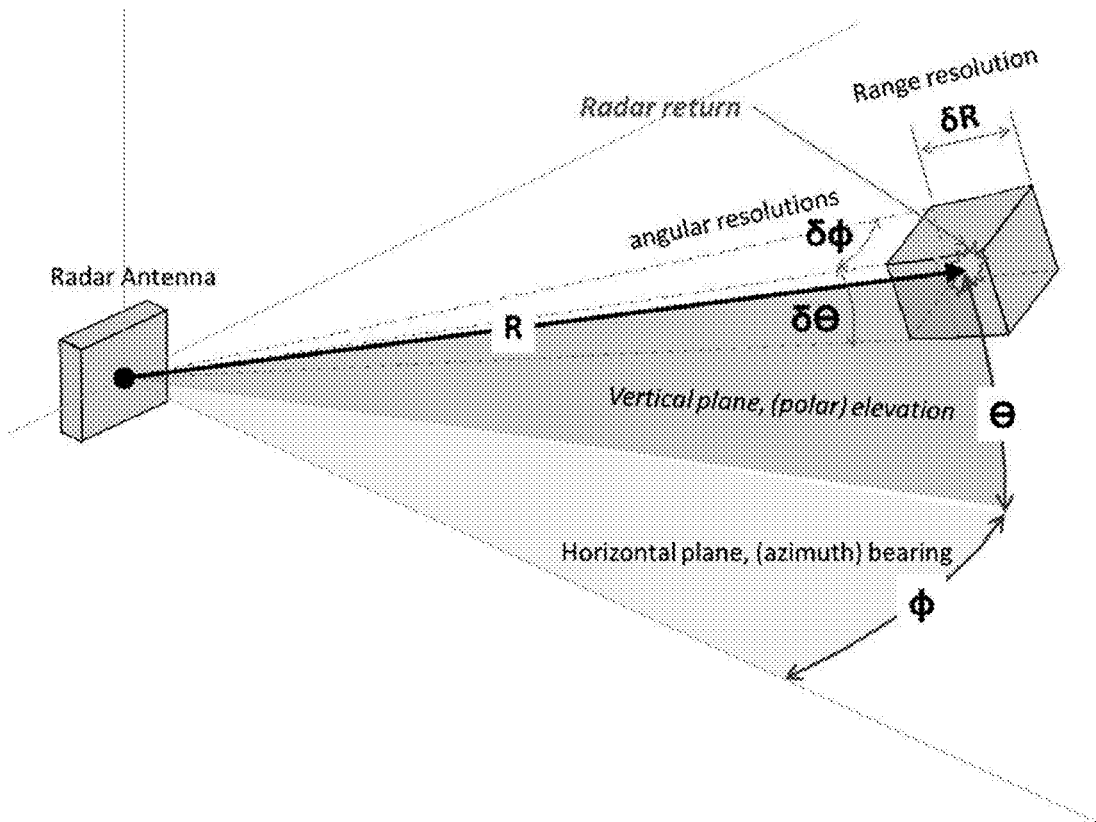 Range resolution
δR
Radar return
angular resolutions
δϕ
Radar Antenna
R
δΘ
Vertical plane, (polar) elevation
Θ
Horizontal plane, (azimuth) bearing
ϕ